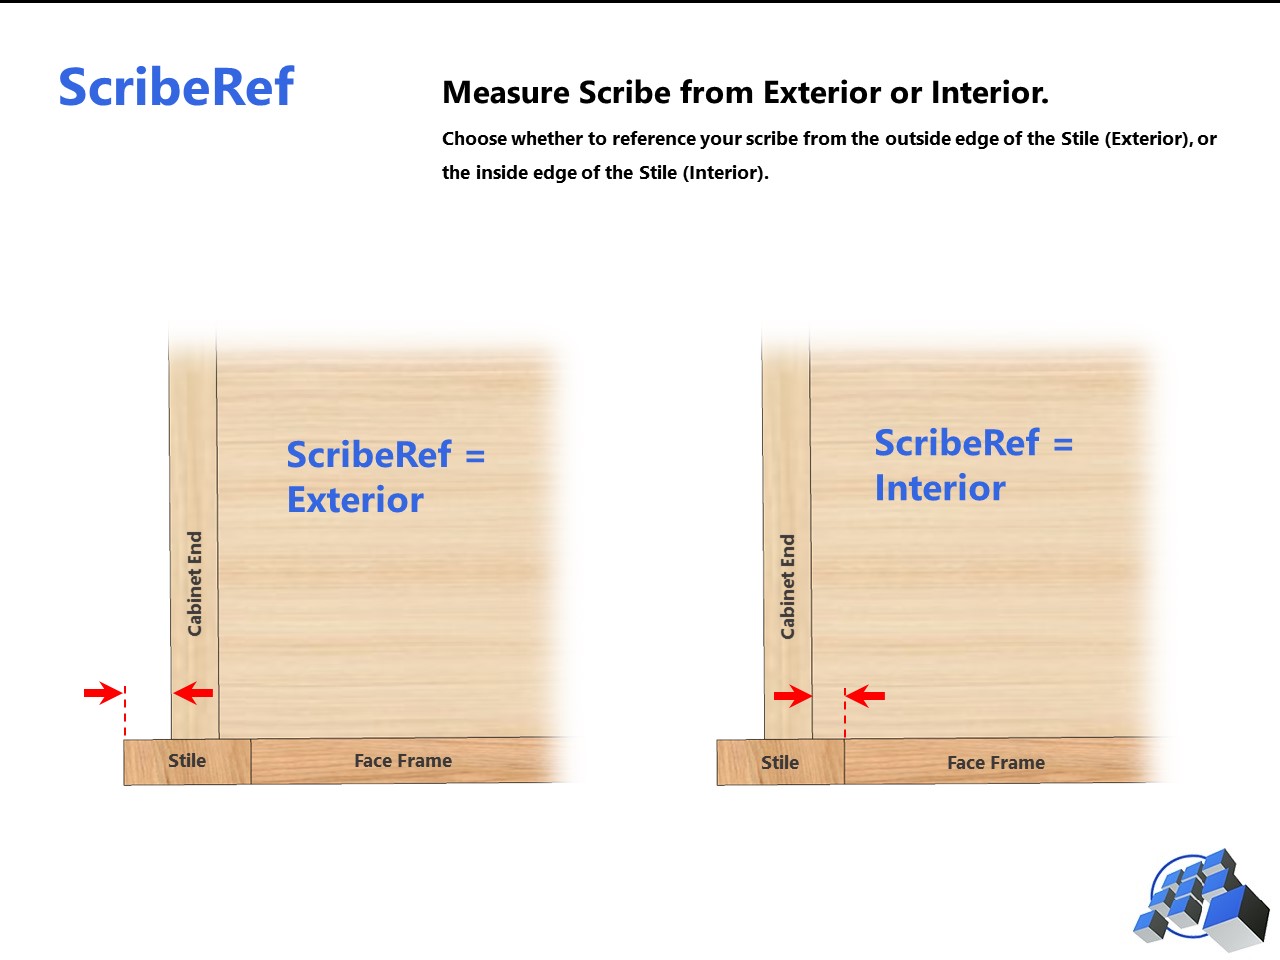 ScribeRef
Measure Scribe from Exterior or Interior.
Choose whether to reference your scribe from the outside edge of the Stile (Exterior), or
the inside edge of the Stile (Interior).
ScribeRef =
Exterior
Cabinet End
Stile
Face Frame
ScribeRef =
Interior
Cabinet End
Stile
Face Frame